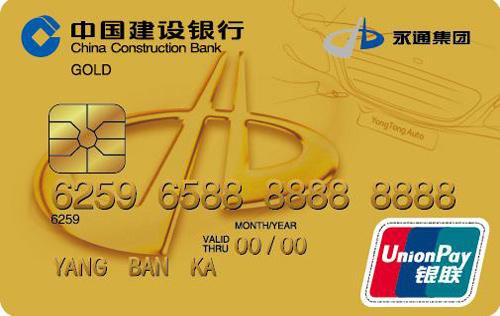 中国建设银行
China Construction Bank
GOLD
永通集团
YongTong Auto
6259 6588 8888 8888
6259
MONTH/YEAR
VALID THRU 00/00
YANG BAN KA
UnionPay
银联